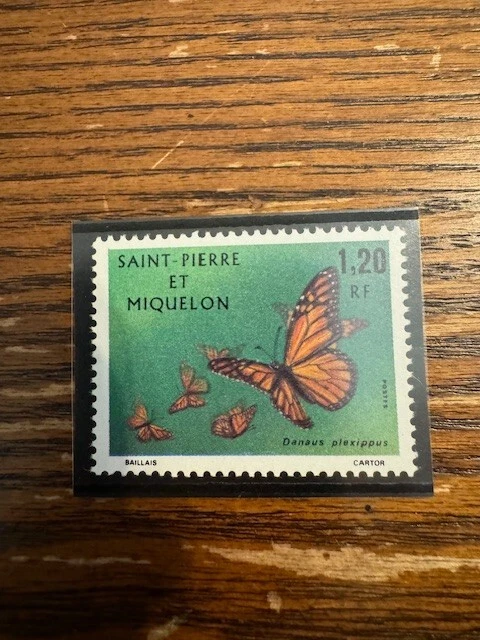 SAINT-PIERRE
ET
MIQUELON
1,20
RF
POSTES
Danaus plexippus
BAILLAIS
CARTOR